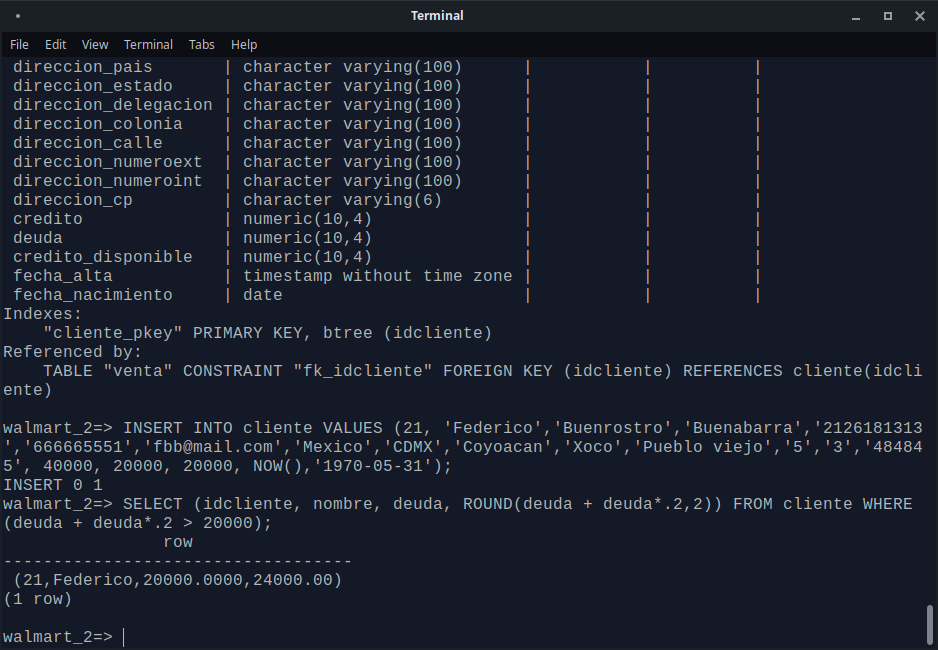 Terminal
File Edit View Terminal Tabs Help
 direccion_pais       | character varying(100)      |           |          |
 direccion_estado     | character varying(100)      |           |          |
 direccion_delegacion | character varying(100)      |           |          |
 direccion_colonia    | character varying(100)      |           |          |
 direccion_calle      | character varying(100)      |           |          |
 direccion_numeroext  | character varying(100)      |           |          |
 direccion_numeroint  | character varying(100)      |           |          |
 direccion_cp         | character varying(6)        |           |          |
 credito              | numeric(10,4)               |           |          |
 deuda                | numeric(10,4)               |           |          |
 credito_disponible   | numeric(10,4)               |           |          |
 fecha_alta           | timestamp without time zone |           |          |
 fecha_nacimiento     | date                        |           |          |
Indexes:
    "cliente_pkey" PRIMARY KEY, btree (idcliente)
Referenced by:
    TABLE "venta" CONSTRAINT "fk_idcliente" FOREIGN KEY (idcliente) REFERENCES cliente(idcli
ente)
walmart_2=> INSERT INTO cliente VALUES (21, 'Federico','Buenrostro','Buenabarra','2126181313
','666665551','fbb@mail.com','Mexico','CDMX','Coyoacan','Xoco','Pueblo viejo','5','3','48484
5', 40000, 20000, 20000, NOW(),'1970-05-31');
INSERT 0 1
walmart_2=> SELECT (idcliente, nombre, deuda, ROUND(deuda + deuda*.2,2)) FROM cliente WHERE
(deuda + deuda*.2 > 20000);
                row
-----------------------------------
 (21,Federico,20000.0000,24000.00)
(1 row)
walmart_2=>